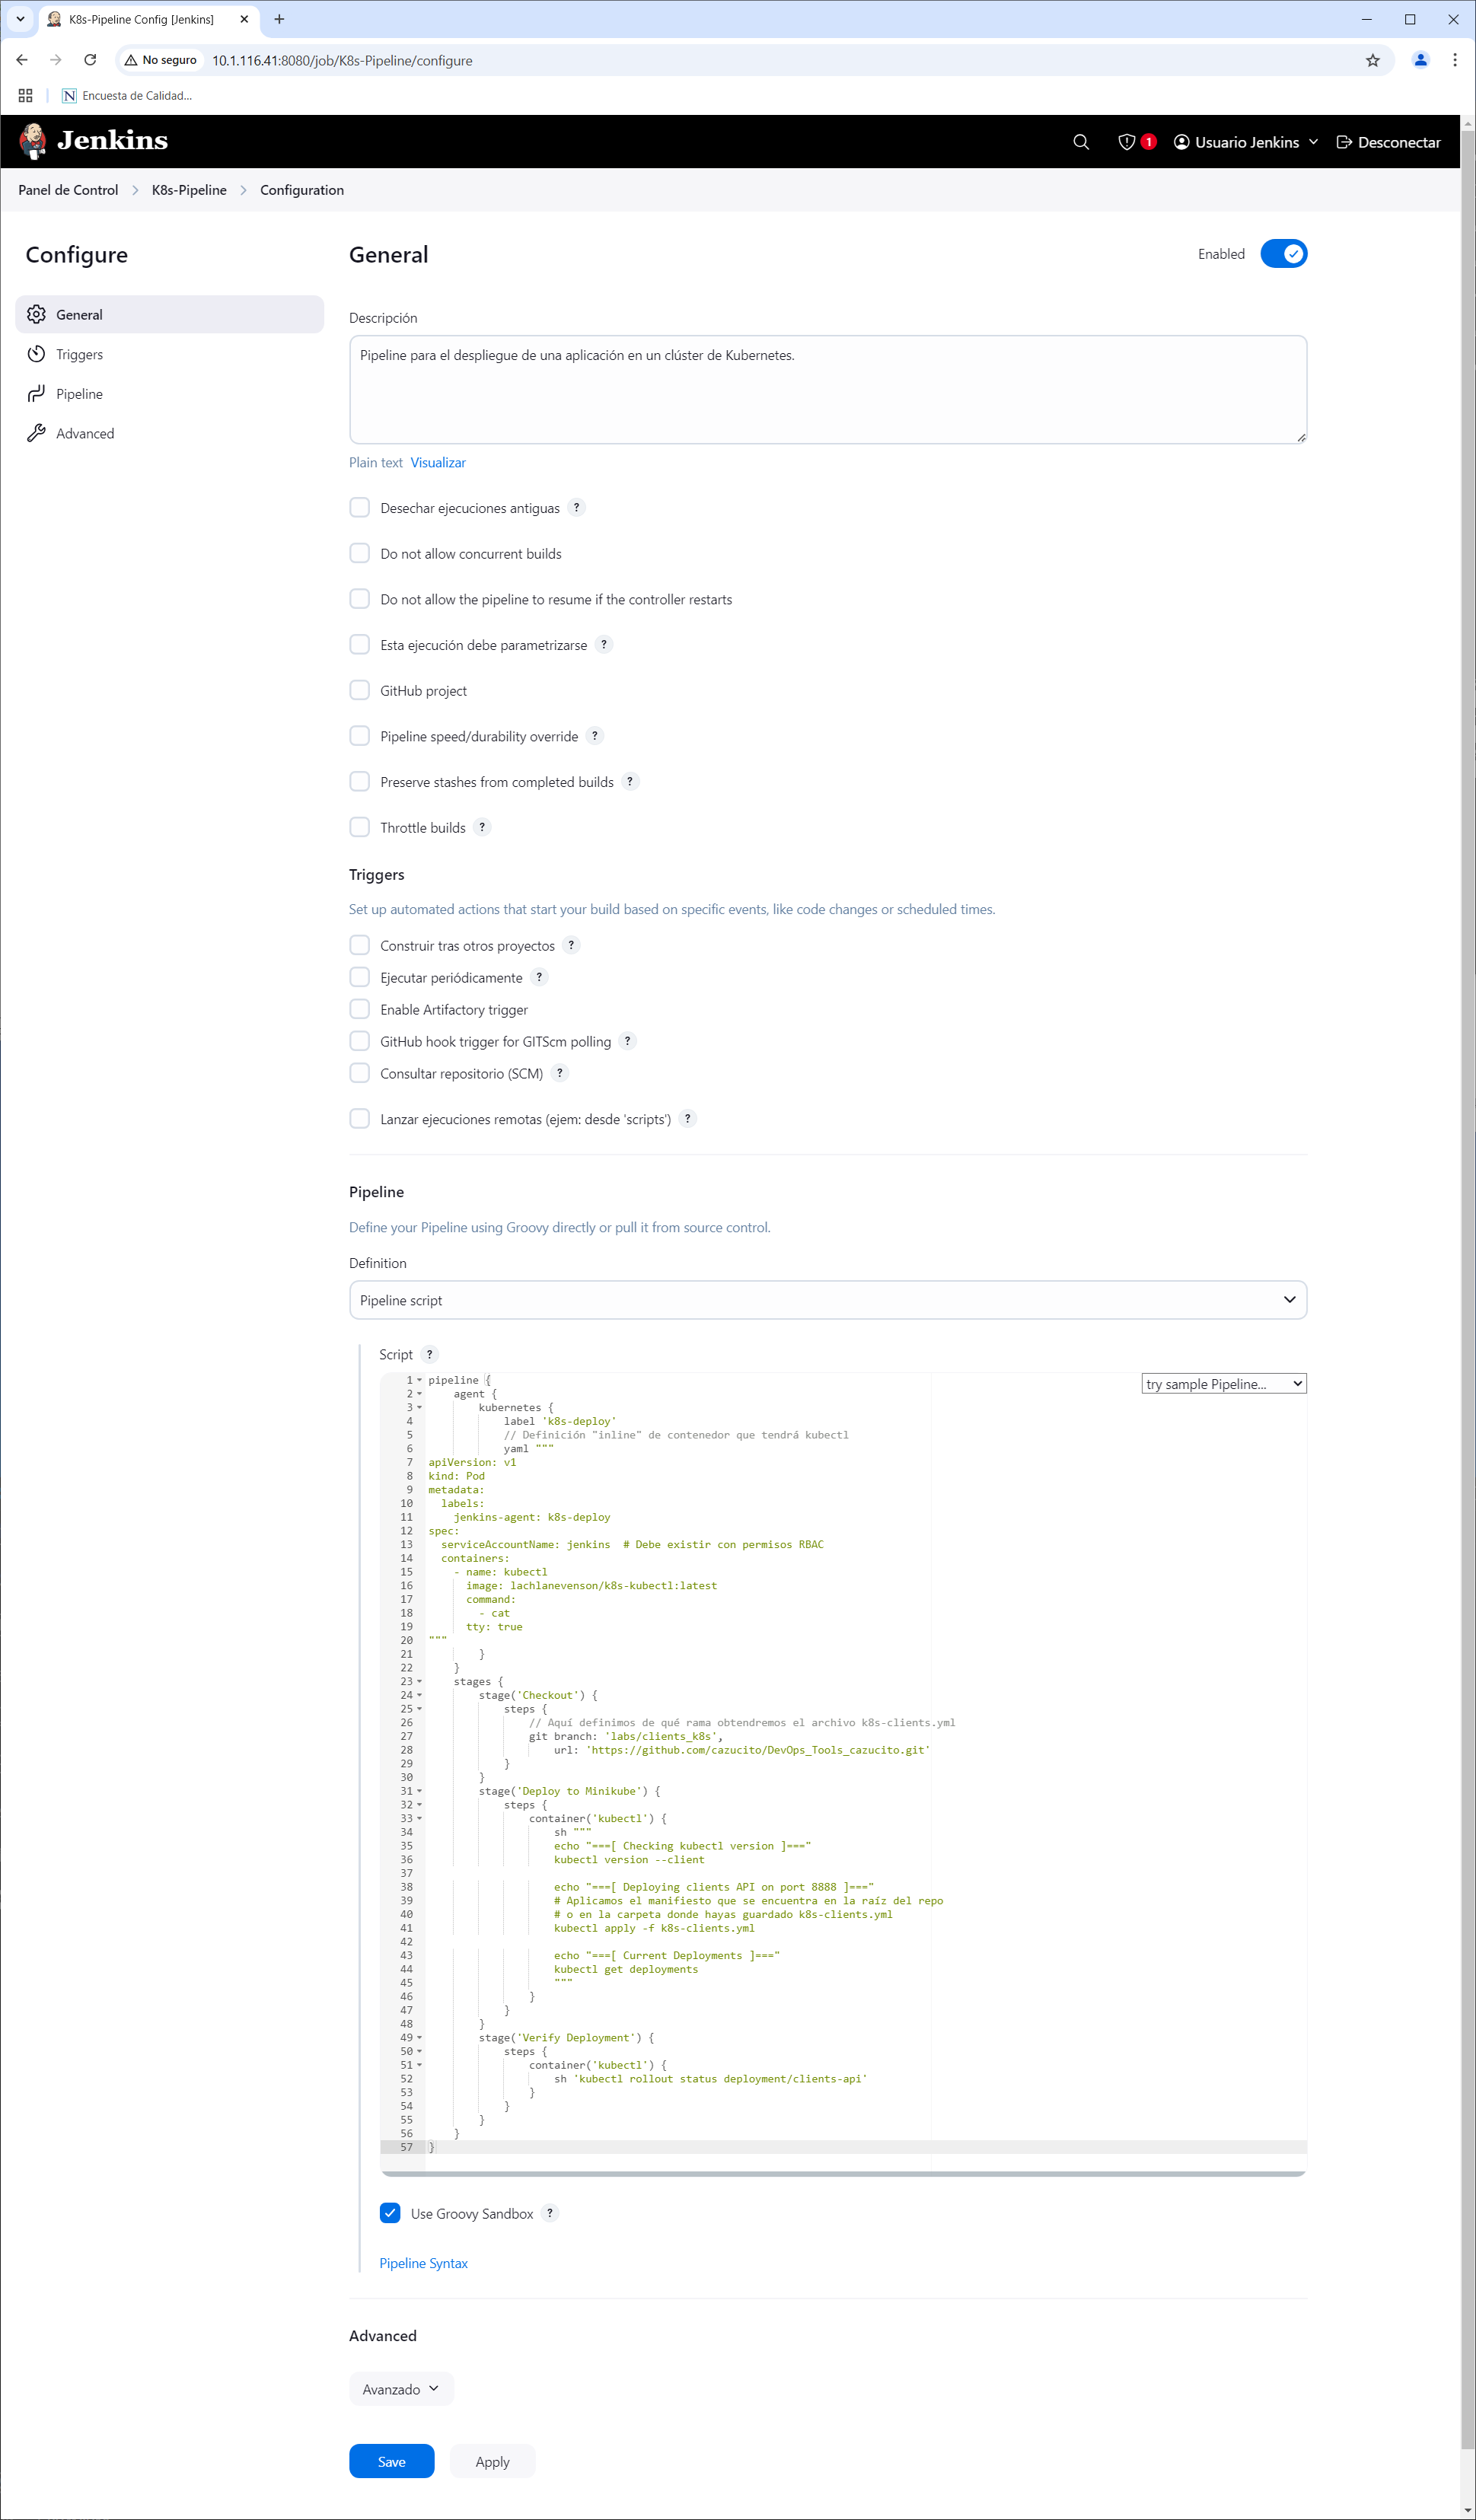 K8s-Pipeline Config [Jenkins]
No seguro
10.1.116.41:8080/job/K8s-Pipeline/configure
Encuesta de Calidad...
Jenkins
1
Usuario Jenkins
Desconectar
Panel de Control
K8s-Pipeline
Configuration
Configure
General
Triggers
Pipeline
Advanced
General
Enabled
Descripción
Pipeline para el despliegue de una aplicación en un clúster de Kubernetes.
Plain text Visualizar
Desechar ejecuciones antiguas ?
Do not allow concurrent builds
Do not allow the pipeline to resume if the controller restarts
Esta ejecución debe parametrizarse ?
GitHub project
Pipeline speed/durability override ?
Preserve stashes from completed builds ?
Throttle builds ?
Triggers
Set up automated actions that start your build based on specific events, like code changes or scheduled times.
Construir tras otros proyectos ?
Ejecutar periódicamente ?
Enable Artifactory trigger
GitHub hook trigger for GITScm polling ?
Consultar repositorio (SCM) ?
Lanzar ejecuciones remotas (ejem: desde 'scripts') ?
Pipeline
Define your Pipeline using Groovy directly or pull it from source control.
Definition
Pipeline script
Script ?
try sample Pipeline...
1 pipeline {
2     agent {
3         kubernetes {
4             label 'k8s-deploy'
5             // Definición "inline" de contenedor que tendrá kubectl
6             yaml """
7 apiVersion: v1
8 kind: Pod
9 metadata:
10   labels:
11     jenkins-agent: k8s-deploy
12 spec:
13   serviceAccountName: jenkins  # Debe existir con permisos RBAC
14   containers:
15     - name: kubectl
16       image: lachlanevenson/k8s-kubectl:latest
17       command:
18         - cat
19       tty: true
20 """
21         }
22     }
23     stages {
24         stage('Checkout') {
25             steps {
26                 // Aquí definimos de qué rama obtendremos el archivo k8s-clients.yml
27                 git branch: 'labs/clients_k8s',
28                     url: 'https://github.com/cazucito/DevOps_Tools_cazucito.git'
29             }
30         }
31         stage('Deploy to Minikube') {
32             steps {
33                 container('kubectl') {
34                     sh """
35                     echo "===[ Checking kubectl version ]==="
36                     kubectl version --client
37
38                     echo "===[ Deploying clients API on port 8888 ]==="
39                     # Aplicamos el manifiesto que se encuentra en la raíz del repo
40                     # o en la carpeta donde hayas guardado k8s-clients.yml
41                     kubectl apply -f k8s-clients.yml
42
43                     echo "===[ Current Deployments ]==="
44                     kubectl get deployments
45                     """
46                 }
47             }
48         }
49         stage('Verify Deployment') {
50             steps {
51                 container('kubectl') {
52                     sh 'kubectl rollout status deployment/clients-api'
53                 }
54             }
55         }
56     }
57 }
Use Groovy Sandbox ?
Pipeline Syntax
Advanced
Avanzado
Save
Apply